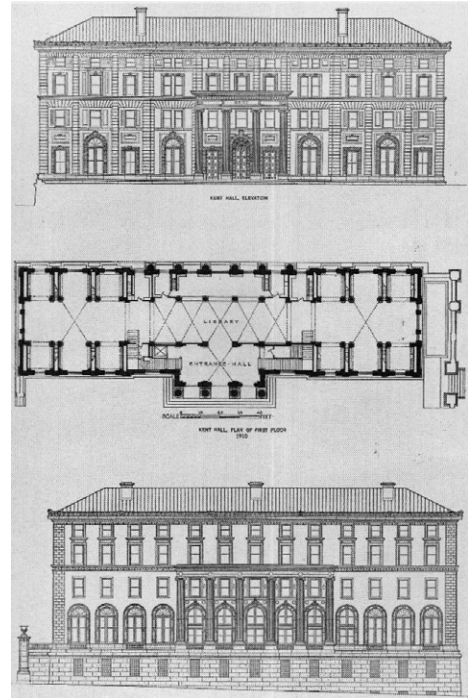 KENT HALL, ELEVATION
LIBRARY
ENTRANCE-HALL
SCALE
FEET
KENT HALL, PLAN OF FIRST FLOOR
1910